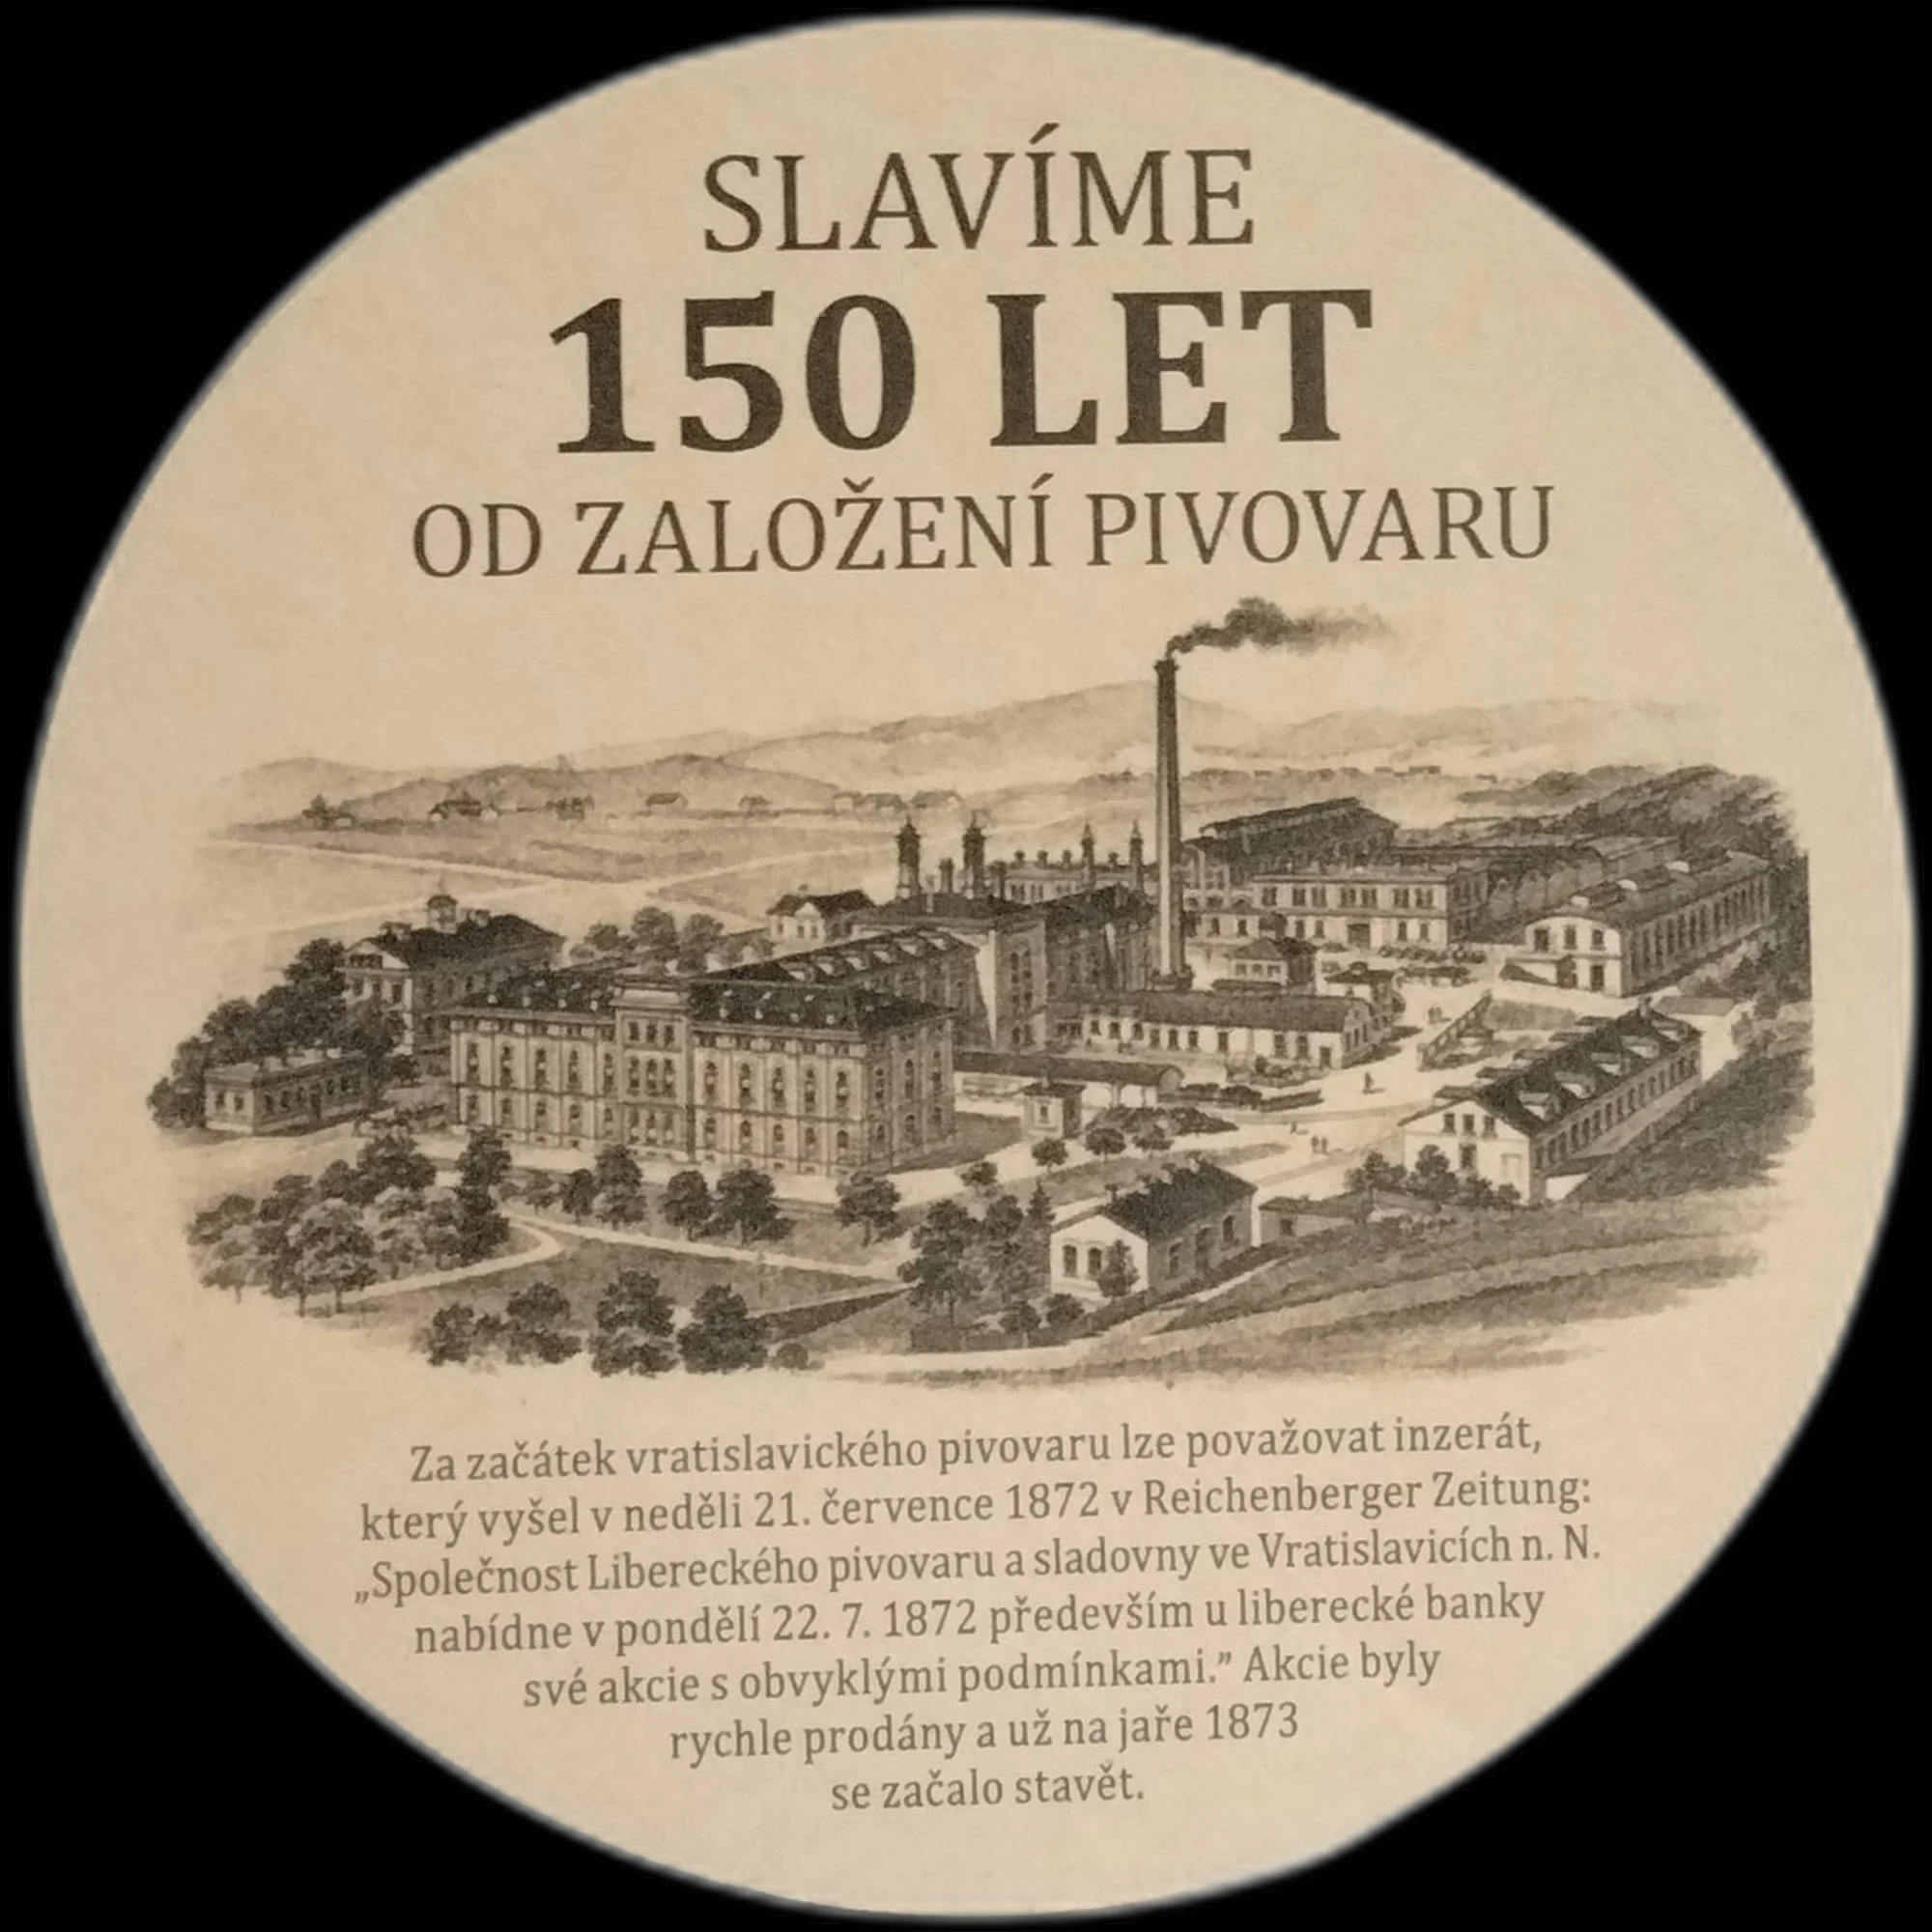 SLAVÍME
150 LET
OD ZALOŽENÍ PIVOVARU
Za začátek vratislavického pivovaru lze považovat inzerát,
který vyšel v neděli 21. července 1872 v Reichenberger Zeitung:
„Společnost Libereckého pivovaru a sladovny ve Vratislavicích n. N.
nabídne v pondělí 22. 7. 1872 především u liberecké banky
své akcie s obvyklými podmínkami.” Akcie byly
rychle prodány a už na jaře 1873
se začalo stavět.